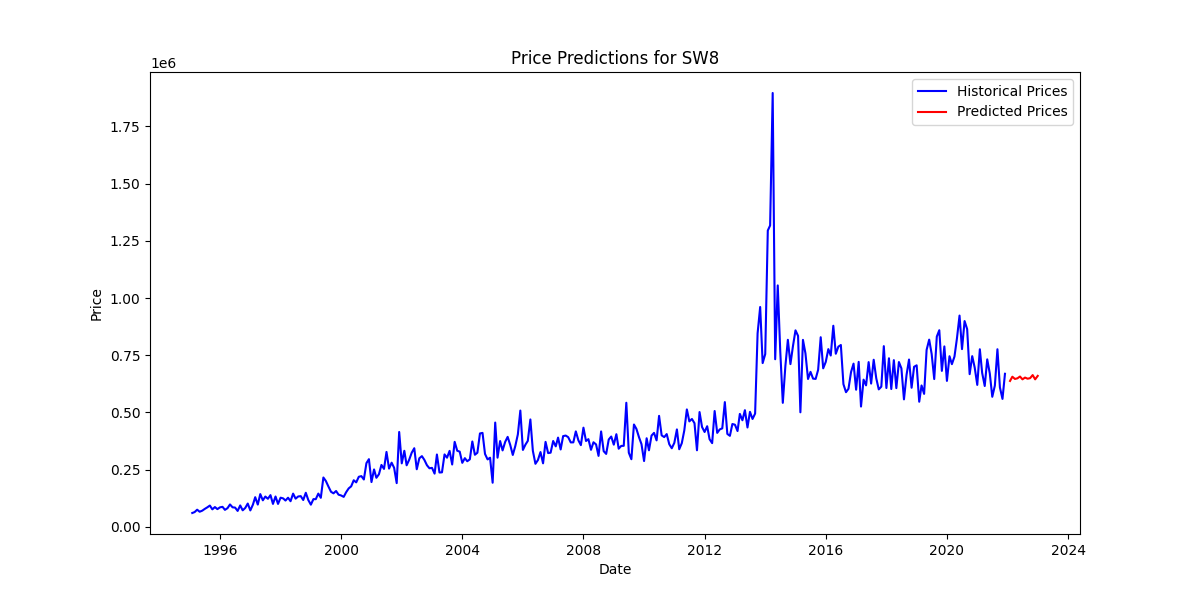 Price Predictions for SW8
1e6
Historical Prices
Predicted Prices
1.75
1.50
1.25
1.00
0.75
0.50
0.25
0.00
Price
1996 2000 2004 2008 2012 2016 2020 2024
Date